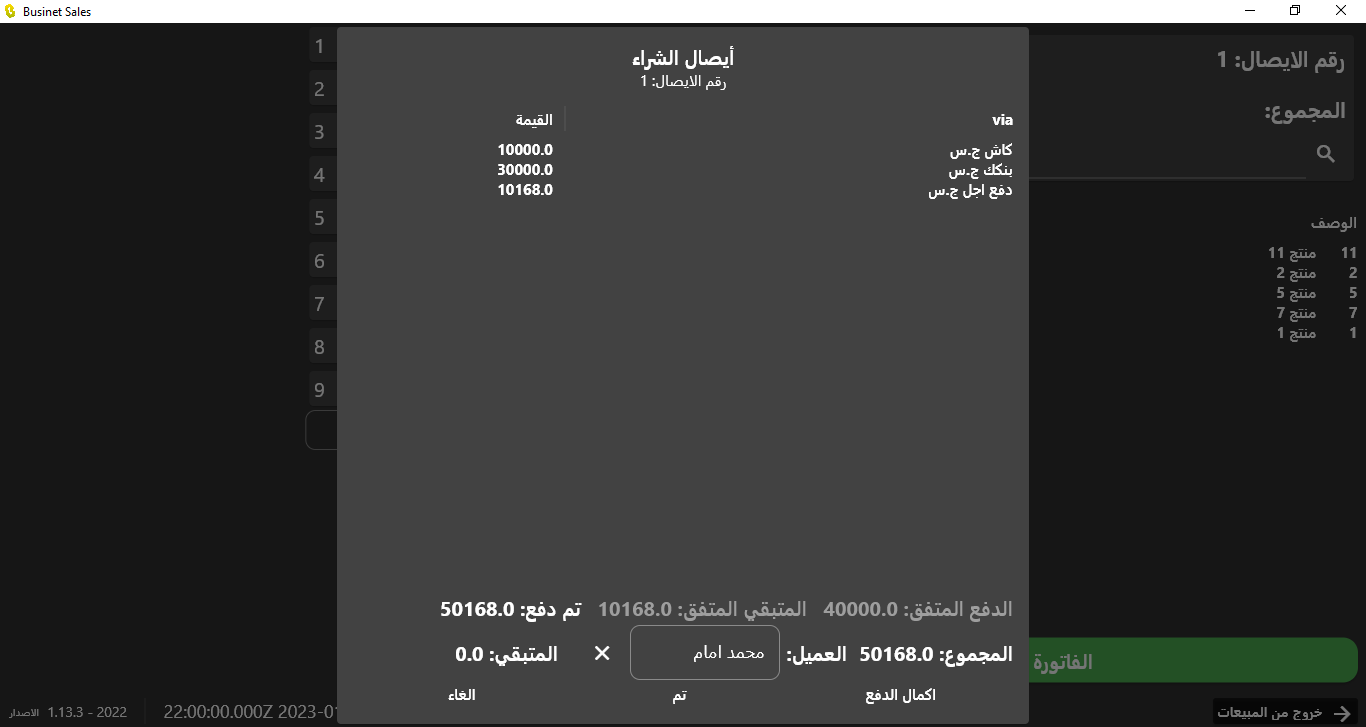 Businet Sales
أيصال الشراء
رقم الايصال: 1
via القيمة
كاش ج.س 10000.0
بنكك ج.س 30000.0
دفع اجل ج.س 10168.0
الدفع المتفق: 40000.0 المتبقي المتفق: 10168.0 تم دفع: 50168.0
المجموع: 50168.0 العميل: محمد امام ✕ المتبقي: 0.0
اكمال الدفع تم الغاء
رقم الايصال: 1
المجموع:
الوصف
11 منتج 11
2 منتج 2
5 منتج 5
7 منتج 7
1 منتج 1
الفاتورة
خروج من المبيعات
1
2
3
4
5
6
7
8
9
22:00:00.000Z 2023-01
الاصدار 1.13.3 - 2022